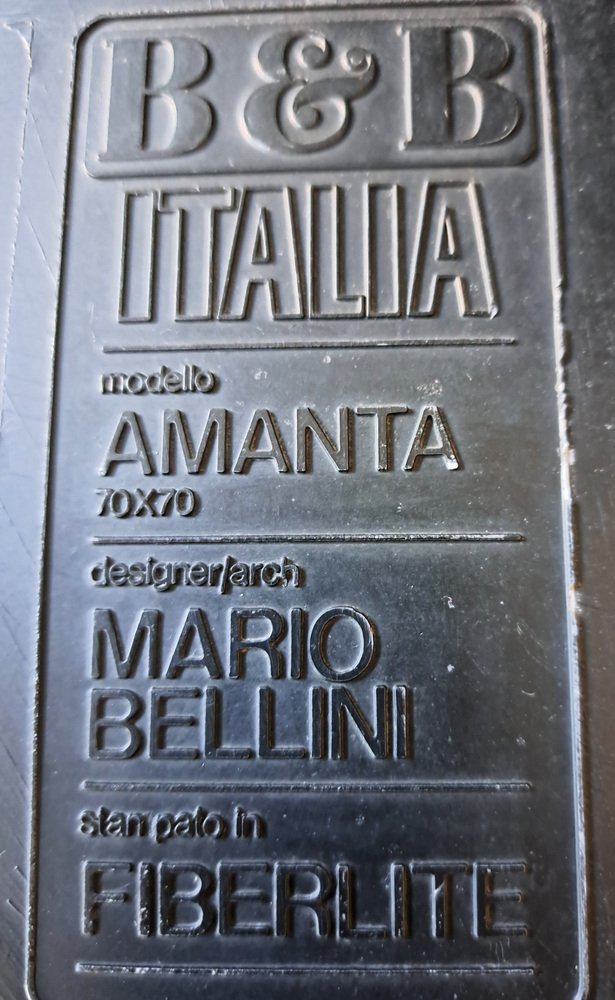 B&B
ITALIA
modello
AMANTA
70X70
designer/arch
MARIO
BELLINI
stampato in
FIBERLITE